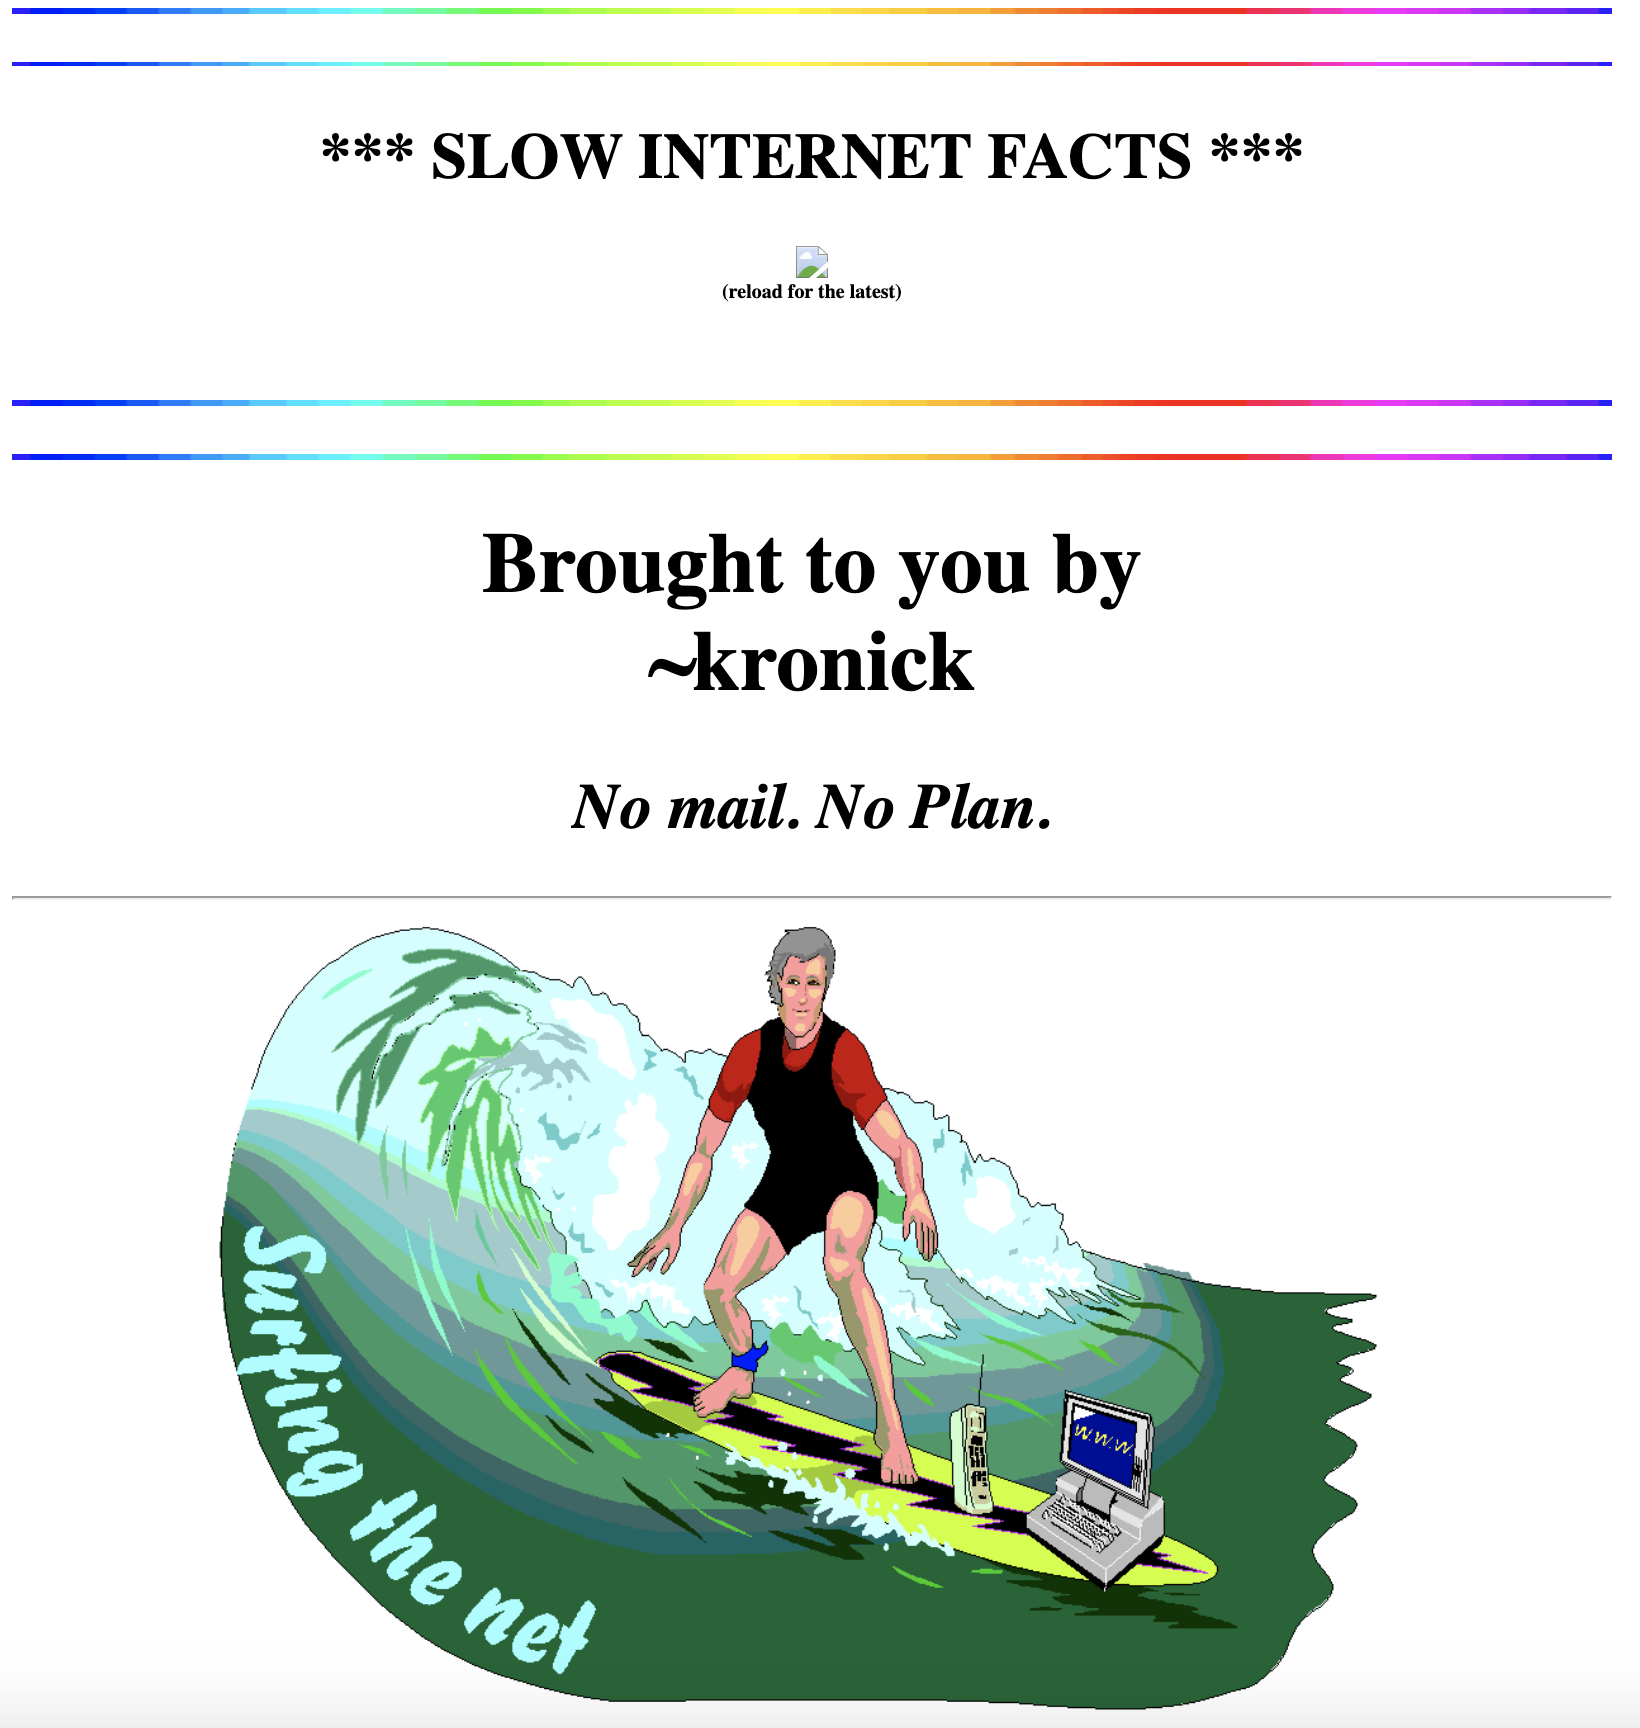 *** SLOW INTERNET FACTS ***
(reload for the latest)
Brought to you by
~kronick
No mail. No Plan.
Surfing the net
W.W.W.